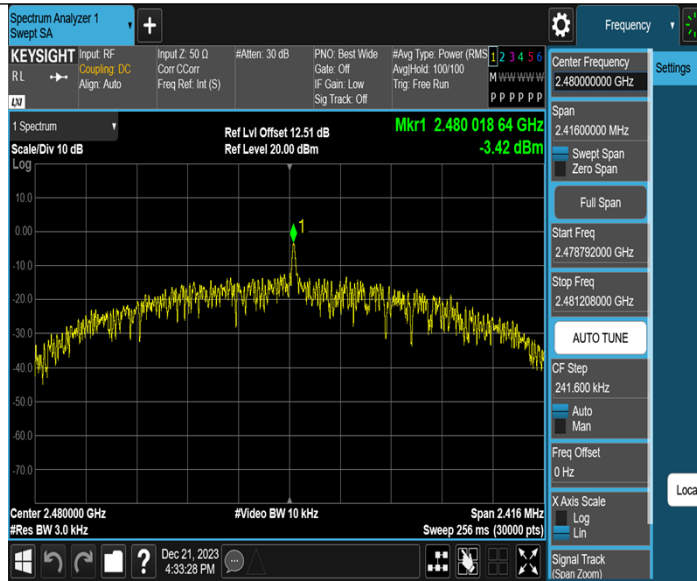 Spectrum Analyzer 1
Swept SA
+
Frequency
KEYSIGHT
RL
LXI
Input: RF
Coupling: DC
Align: Auto
Input Z: 50 Ω
Corr CCorr
Freq Ref: Int (S)
#Atten: 30 dB
PNO: Best Wide
Gate: Off
IF Gain: Low
Sig Track: Off
#Avg Type: Power (RMS
Avg|Hold: 100/100
Trig: Free Run
1 2 3 4 5 6
M W W W W W
P P P P P P
1 Spectrum
Scale/Div 10 dB
Log
Ref Lvl Offset 12.51 dB
Ref Level 20.00 dBm
Mkr1 2.480 018 64 GHz
-3.42 dBm
1
10.0
0.00
-10.0
-20.0
-30.0
-40.0
-50.0
-60.0
-70.0
Center 2.480000 GHz
#Res BW 3.0 kHz
#Video BW 10 kHz
Span 2.416 MHz
Sweep 256 ms (30000 pts)
?
Dec 21, 2023
4:33:28 PM
Center Frequency
2.480000000 GHz
Span
2.41600000 MHz
Swept Span
Zero Span
Full Span
Start Freq
2.478792000 GHz
Stop Freq
2.481208000 GHz
AUTO TUNE
CF Step
241.600 kHz
Auto
Man
Freq Offset
0 Hz
X Axis Scale
Log
Lin
Signal Track
(Span Zoom)
Settings
Loca